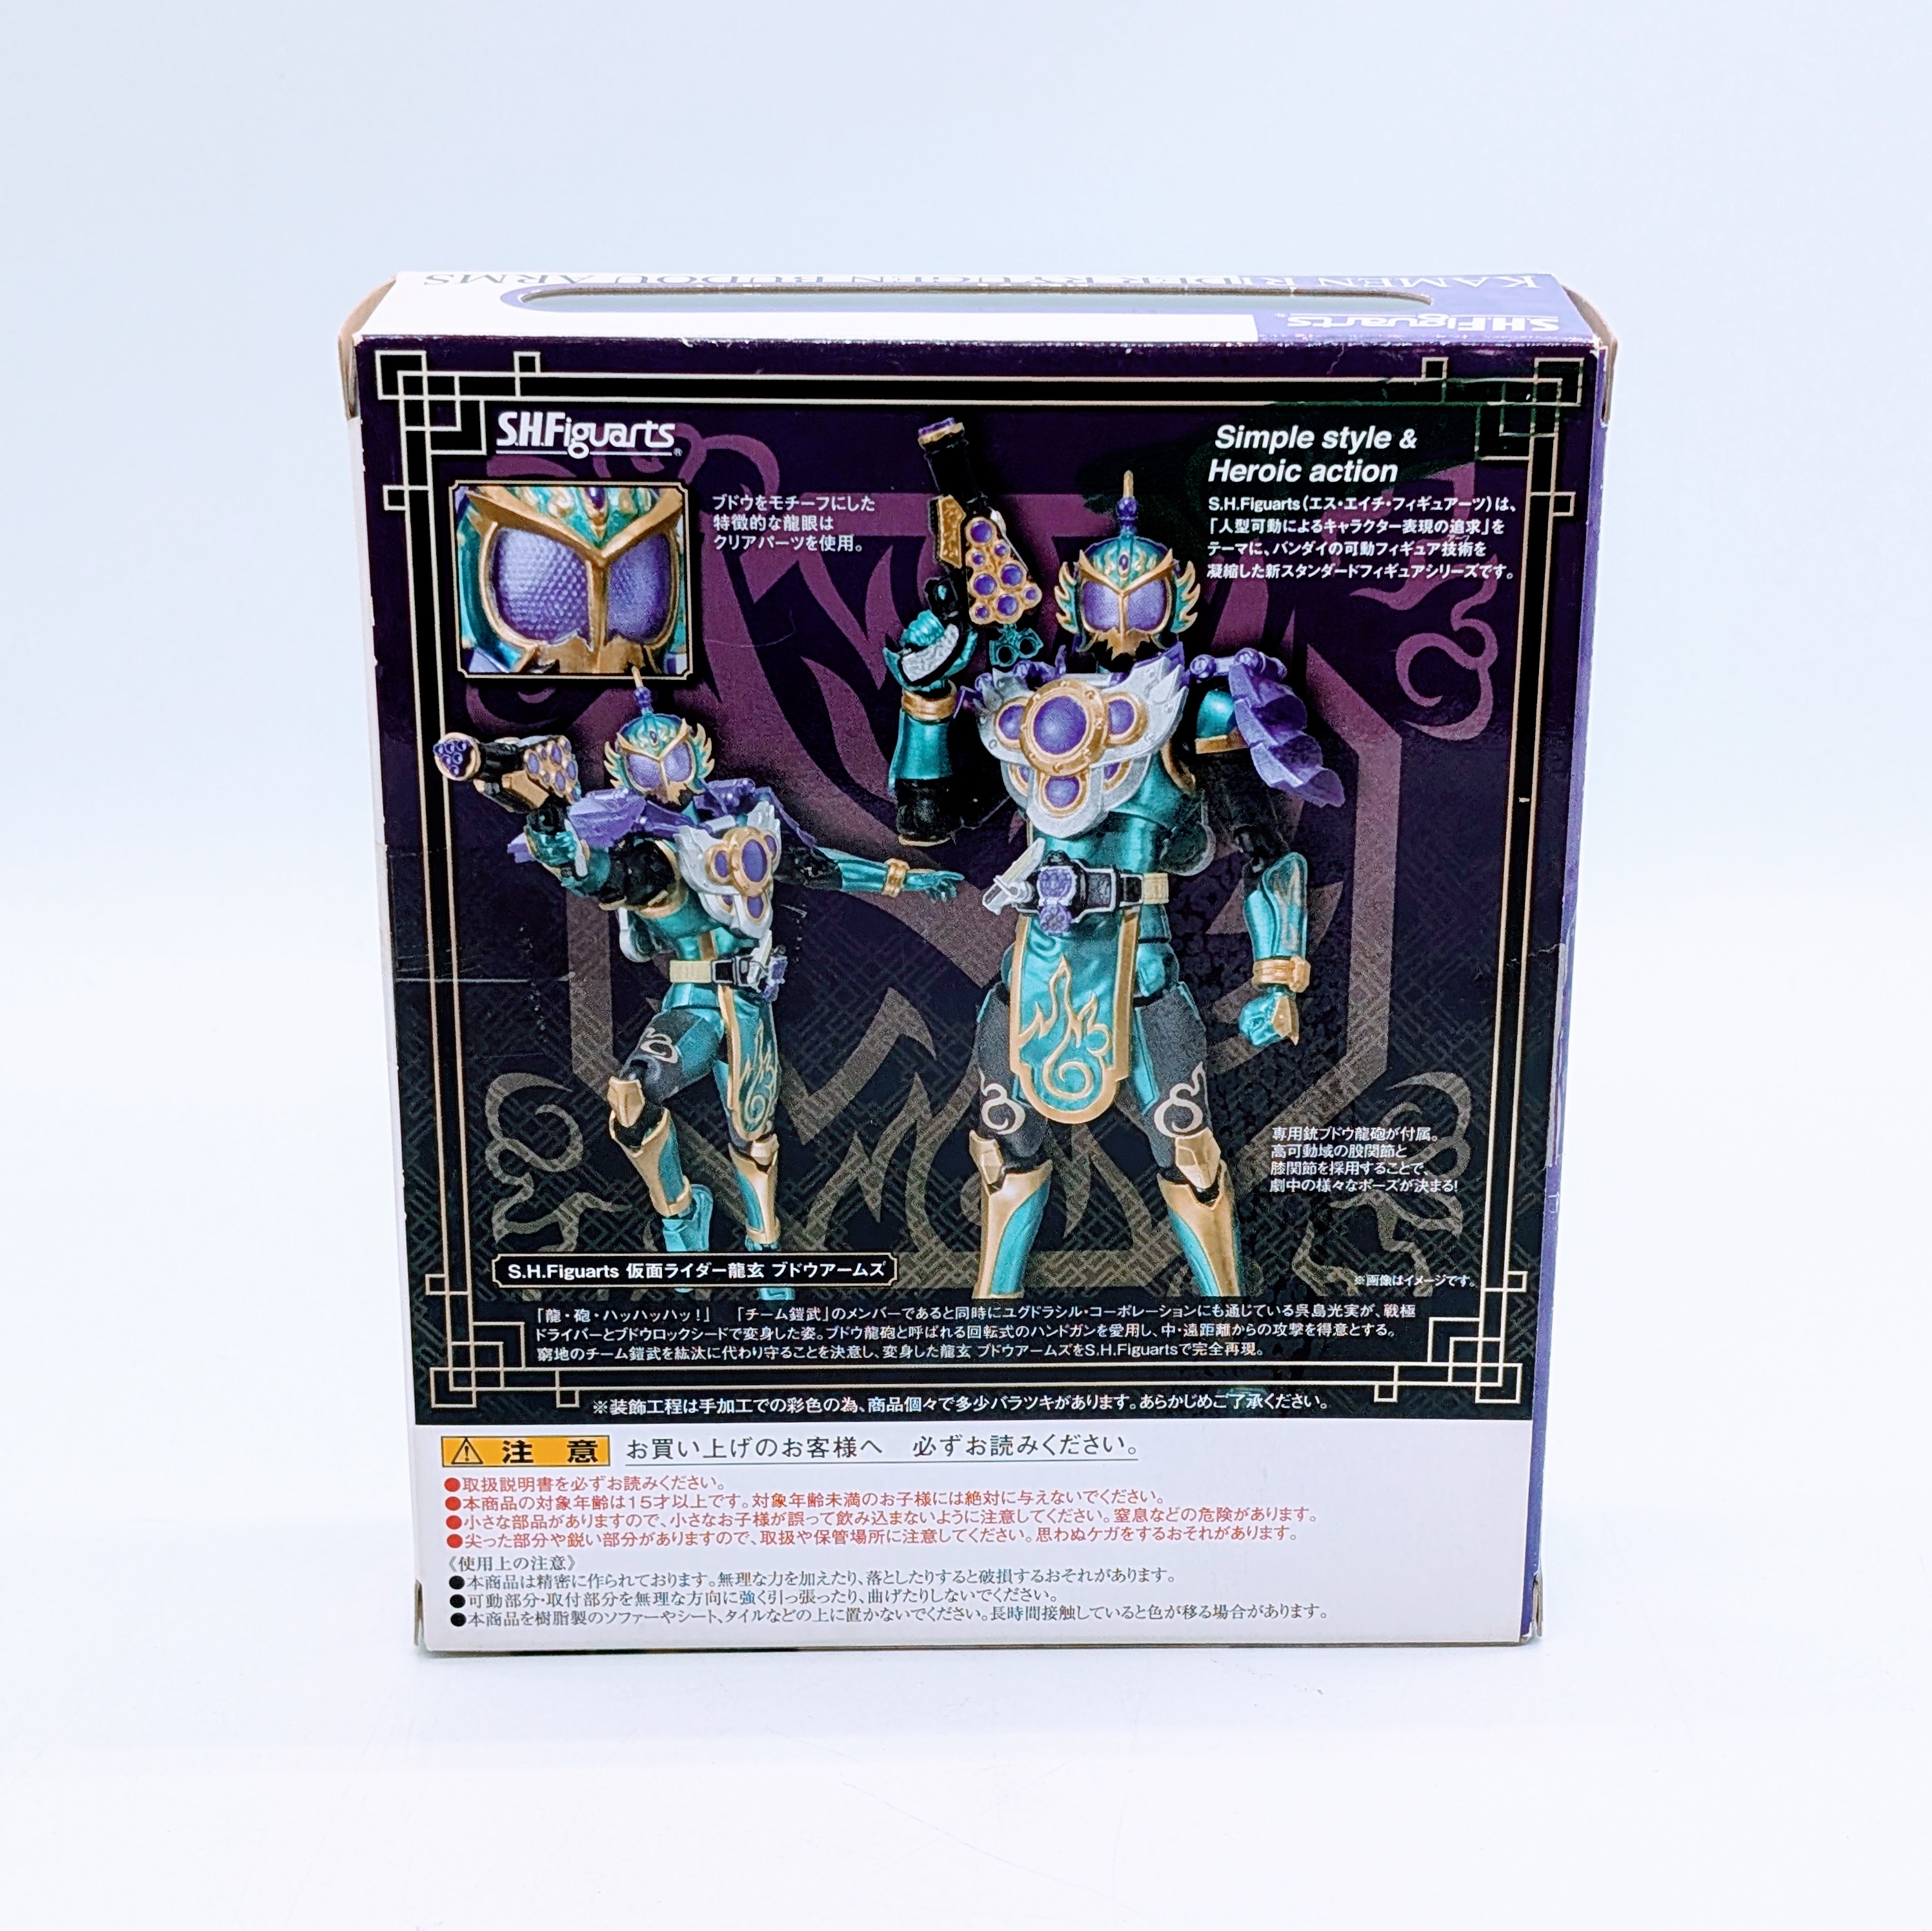 KAMEN RIDER RYUGEN BUDOU ARMS
S.H.Figuarts
S.H.Figuarts®
ブドウをモチーフにした
特徴的な龍眼は
クリアパーツを使用。
Simple style &
Heroic action
S.H.Figuarts(エス・エイチ・フィギュアーツ)は、
「人型可動によるキャラクター表現の追求」を
テーマに、バンダイの可動フィギュア技術を
凝縮した新スタンダードフィギュアシリーズです。
専用銃ブドウ龍砲が付属。
高可動域の股関節と
膝関節を採用することで、
劇中の様々なポーズが決まる!
S.H.Figuarts 仮面ライダー龍玄 ブドウアームズ
※画像はイメージです。
「龍・砲・ハッハッハッ!」 「チーム鎧武」のメンバーであると同時にユグドラシル・コーポレーションにも通じている呉島光実が、戦極
ドライバーとブドウロックシードで変身した姿。ブドウ龍砲と呼ばれる回転式のハンドガンを愛用し、中・遠距離からの攻撃を得意とする。
窮地のチーム鎧武を紘汰に代わり守ることを決意し、変身した龍玄 ブドウアームズをS.H.Figuartsで完全再現。
※装飾工程は手加工での彩色の為、商品個々で多少バラツキがあります。あらかじめご了承ください。
注 意 お買い上げのお客様へ 必ずお読みください。
●取扱説明書を必ずお読みください。
●本商品の対象年齢は15才以上です。対象年齢未満のお子様には絶対に与えないでください。
●小さな部品がありますので、小さなお子様が誤って飲み込まないように注意してください。窒息などの危険があります。
●尖った部分や鋭い部分がありますので、取扱や保管場所に注意してください。思わぬケガをするおそれがあります。
《使用上の注意》
●本商品は精密に作られております。無理な力を加えたり、落としたりすると破損するおそれがあります。
●可動部分・取付部分を無理な方向に強く引っ張ったり、曲げたりしないでください。
●本商品を樹脂製のソファーやシート、タイルなどの上に置かないでください。長時間接触していると色が移る場合があります。